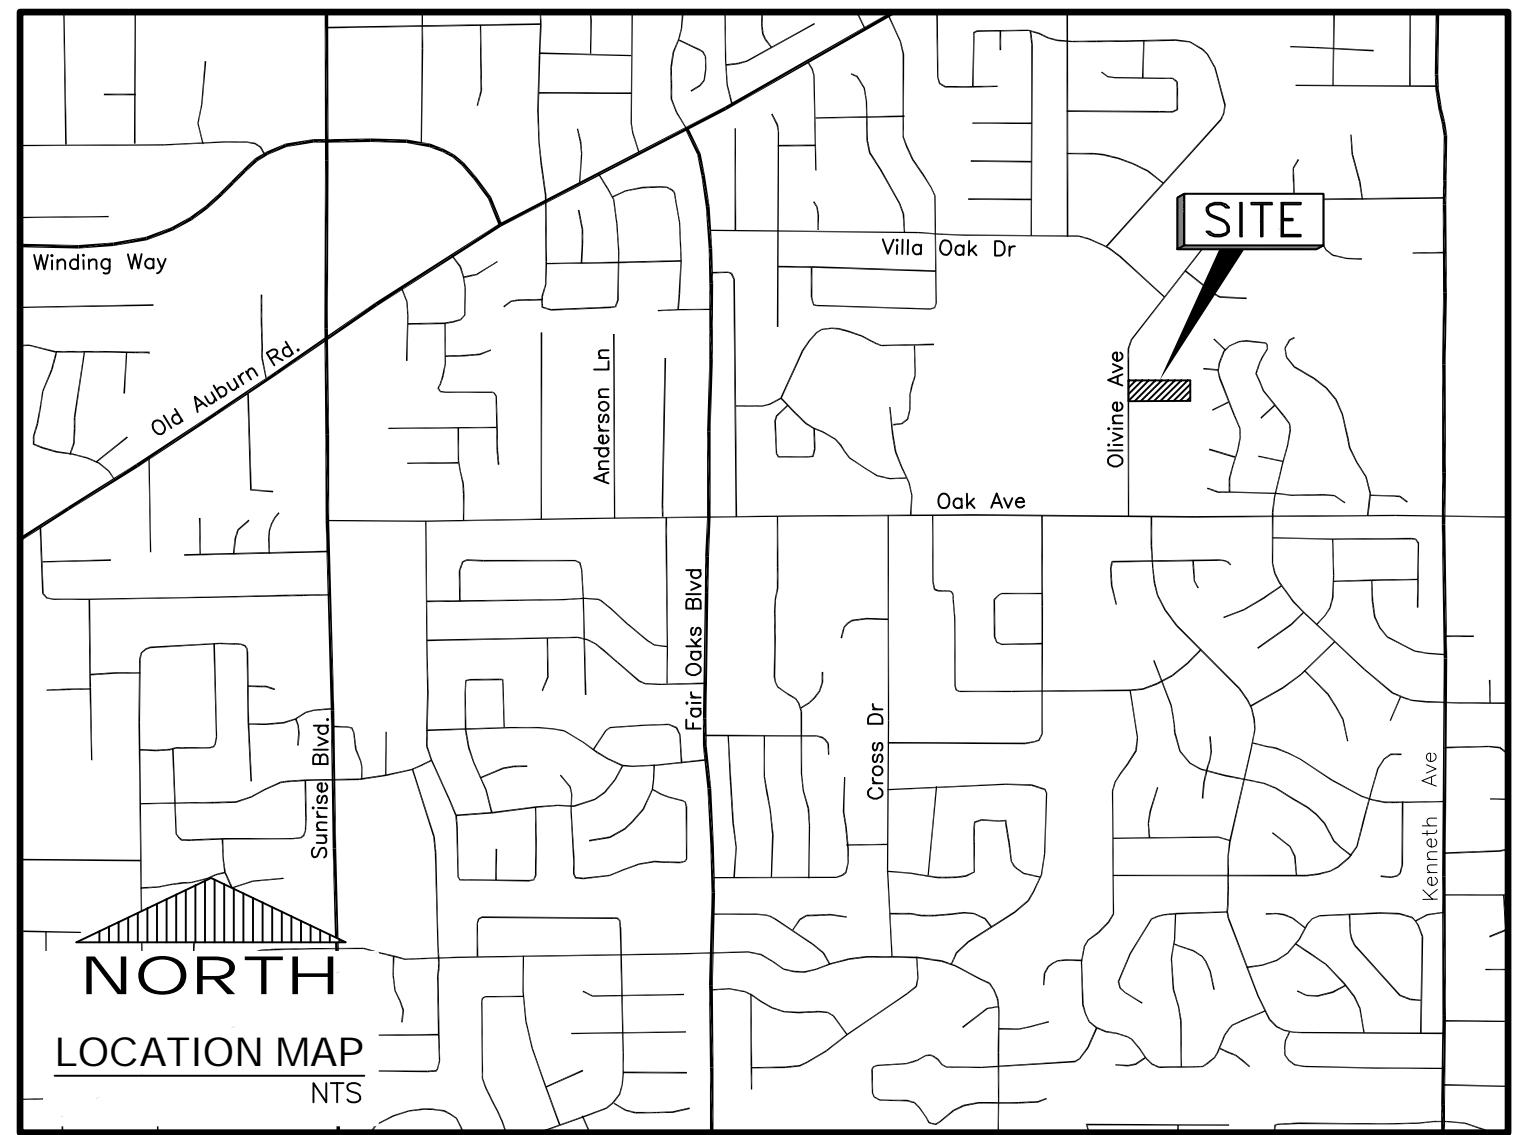 SITE
Villa Oak Dr
Winding Way
Old Auburn Rd.
Anderson Ln
Olivine Ave
Oak Ave
Fair Oaks Blvd
Cross Dr
Sunrise Blvd.
Kenneth Ave
NORTH
LOCATION MAP
NTS